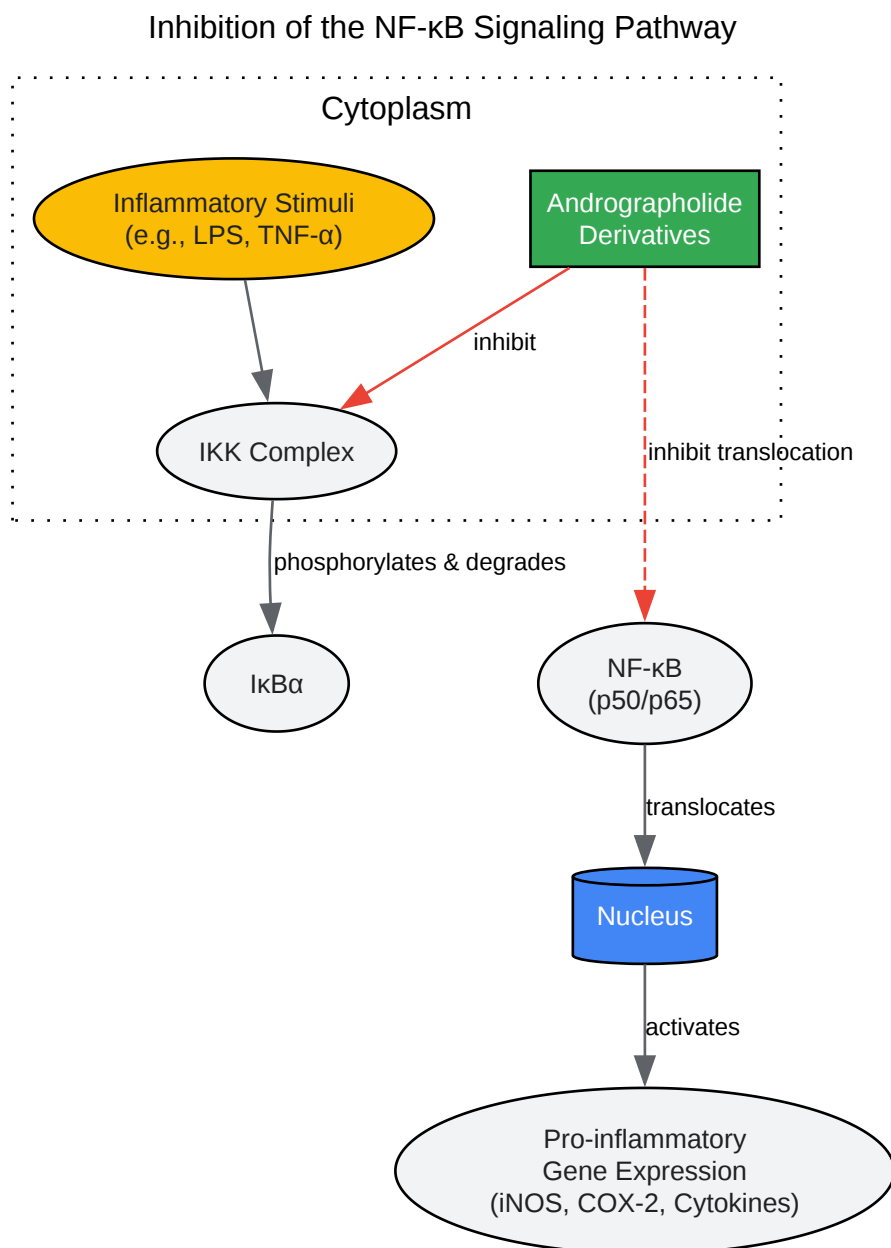 Inhibition of the NF-κB Signaling Pathway
Cytoplasm
Inflammatory Stimuli
(e.g., LPS, TNF-α)
Andrographolide
Derivatives
inhibit
IKK Complex
inhibit translocation
phosphorylates & degrades
IκBα
NF-κB
(p50/p65)
translocates
Nucleus
activates
Pro-inflammatory
Gene Expression
(iNOS, COX-2, Cytokines)